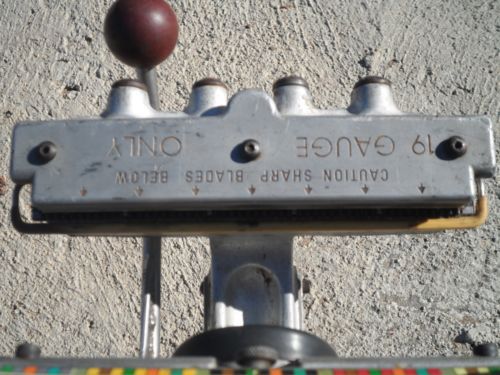 CAUTION SHARP BLADES BELOW
19 GAUGE ONLY